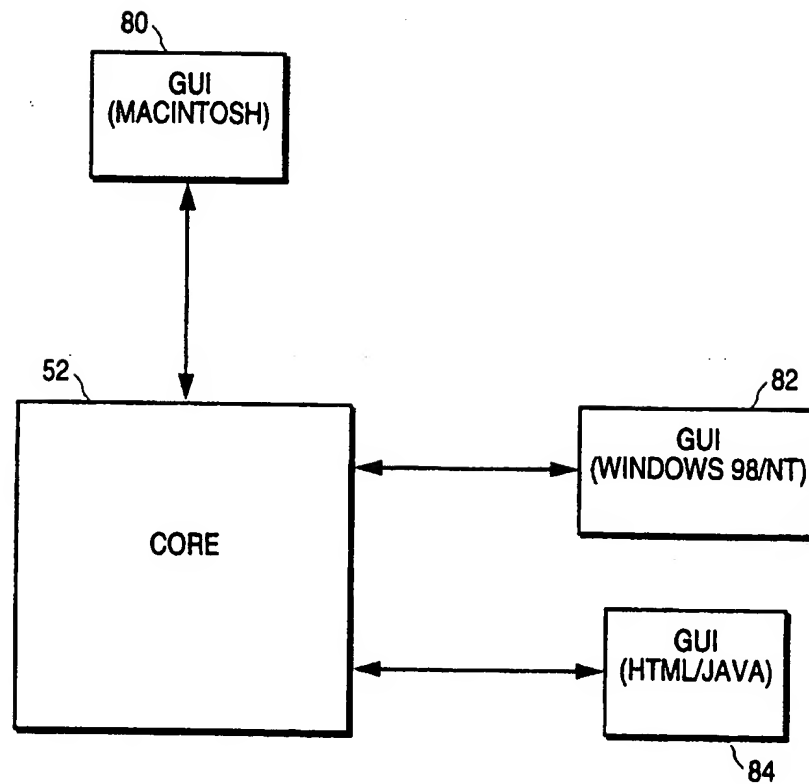 80
GUI
(MACINTOSH)
52
CORE
82
GUI
(WINDOWS 98/NT)
GUI
(HTML/JAVA)
84